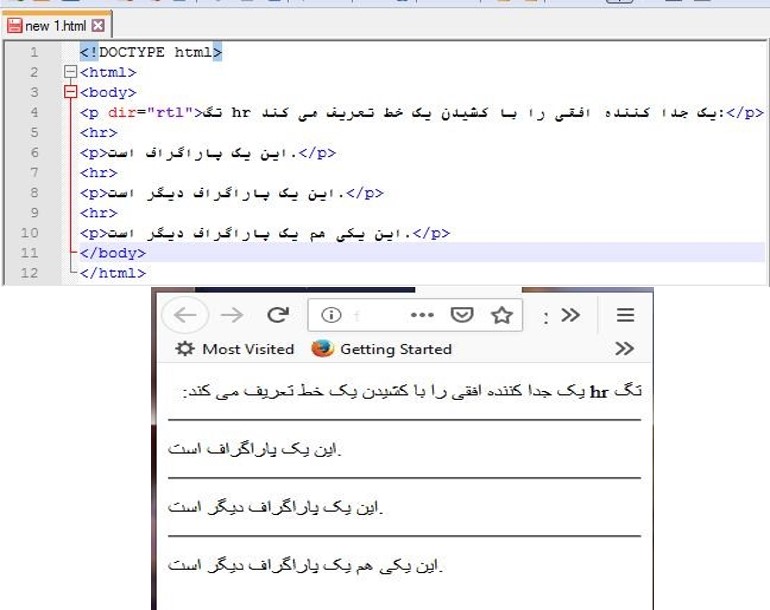 new 1.html
1 <!DOCTYPE html>
2 <html>
3 <body>
4 <p dir="rtl">تگ hr یک جدا کننده افقی را با کشیدن یک خط تعریف می کند:</p>
5 <hr>
6 <p>این یک پاراگراف است.</p>
7 <hr>
8 <p>این یک پاراگراف دیگر است.</p>
9 <hr>
10 <p>این یکی هم یک پاراگراف دیگر است.</p>
11 </body>
12 </html>
Most Visited Getting Started
تگ hr یک جدا کننده افقی را با کشیدن یک خط تعریف می کند:
این یک پاراگراف است.
این یک پاراگراف دیگر است.
این یکی هم یک پاراگراف دیگر است.